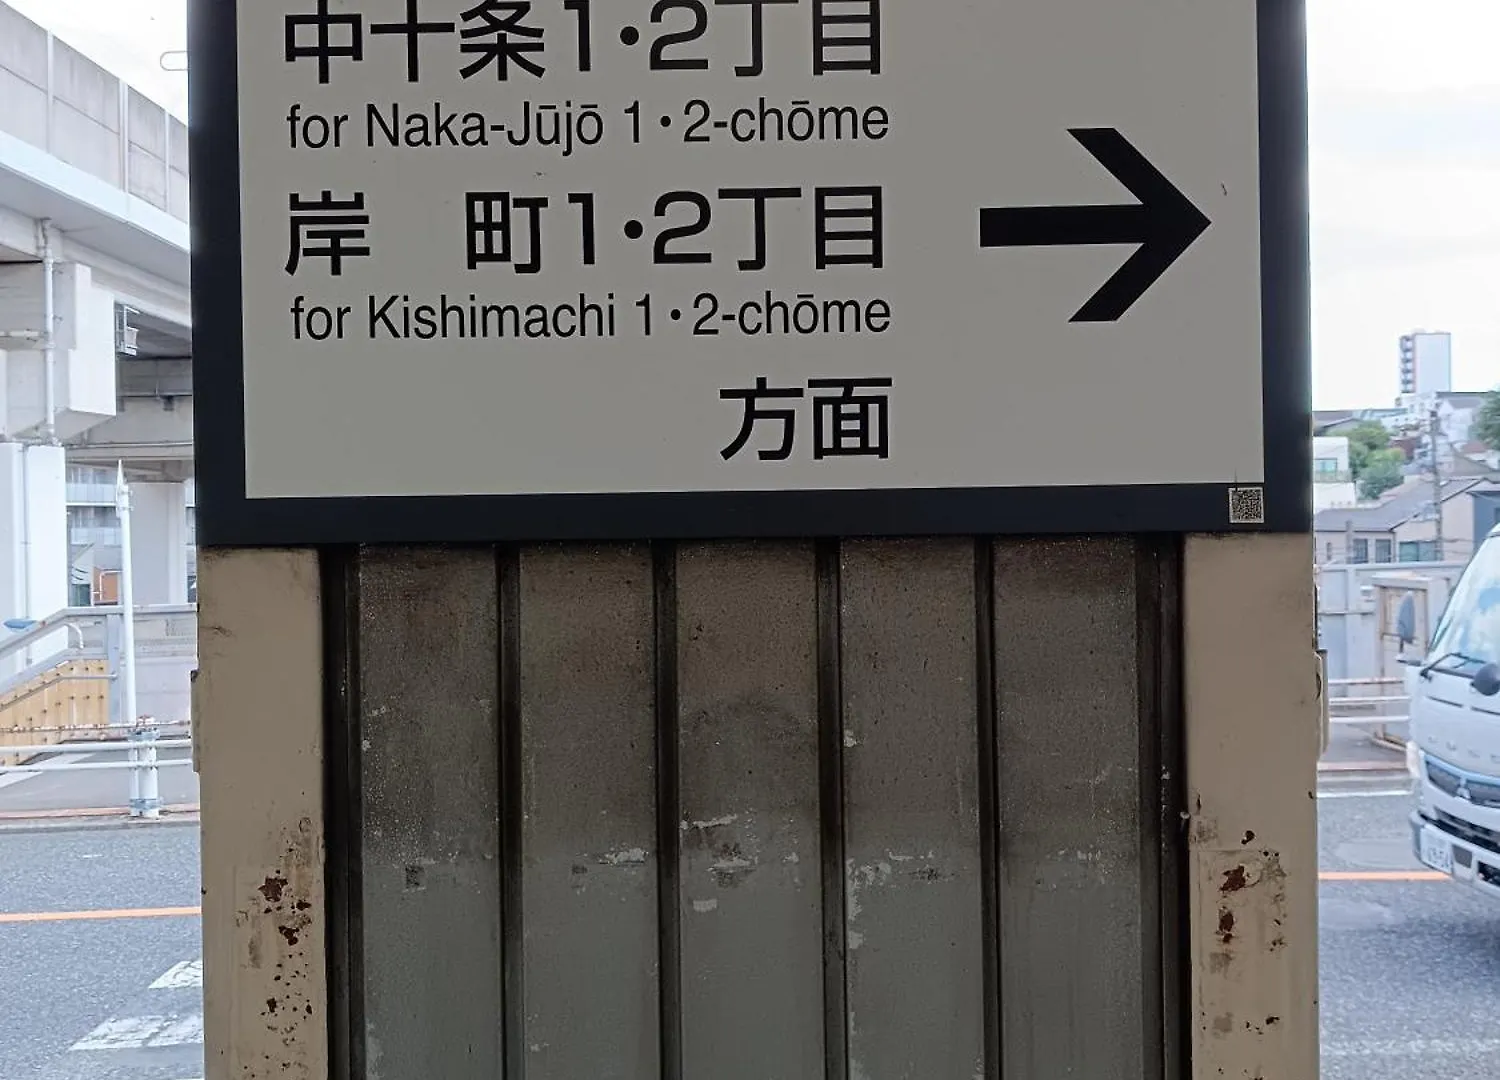 中十条1・2丁目
for Naka-Jūjō 1・2-chōme
岸　町1・2丁目
for Kishimachi 1・2-chōme
方面